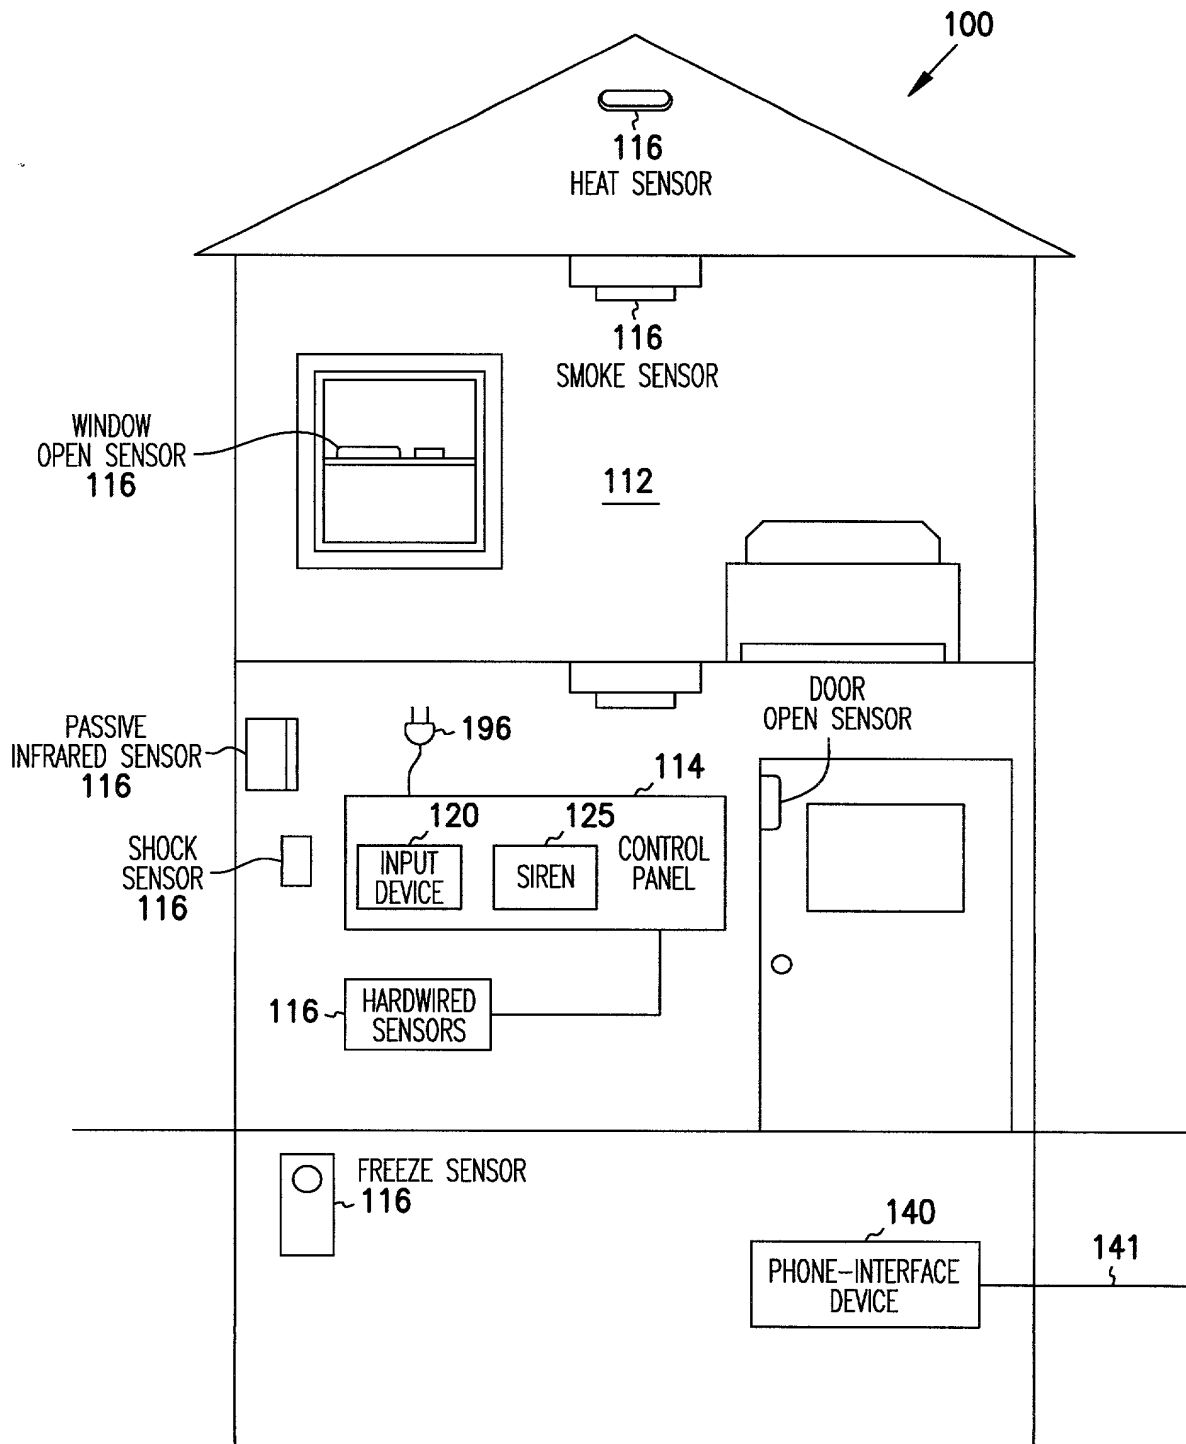 100
116
HEAT SENSOR
116
SMOKE SENSOR
WINDOW
OPEN SENSOR
116
112
DOOR
OPEN SENSOR
PASSIVE
INFRARED SENSOR
116
196
114
120
125
INPUT
DEVICE
SIREN
CONTROL
PANEL
SHOCK
SENSOR
116
116
HARDWIRED
SENSORS
FREEZE SENSOR
116
140
PHONE-INTERFACE
DEVICE
141